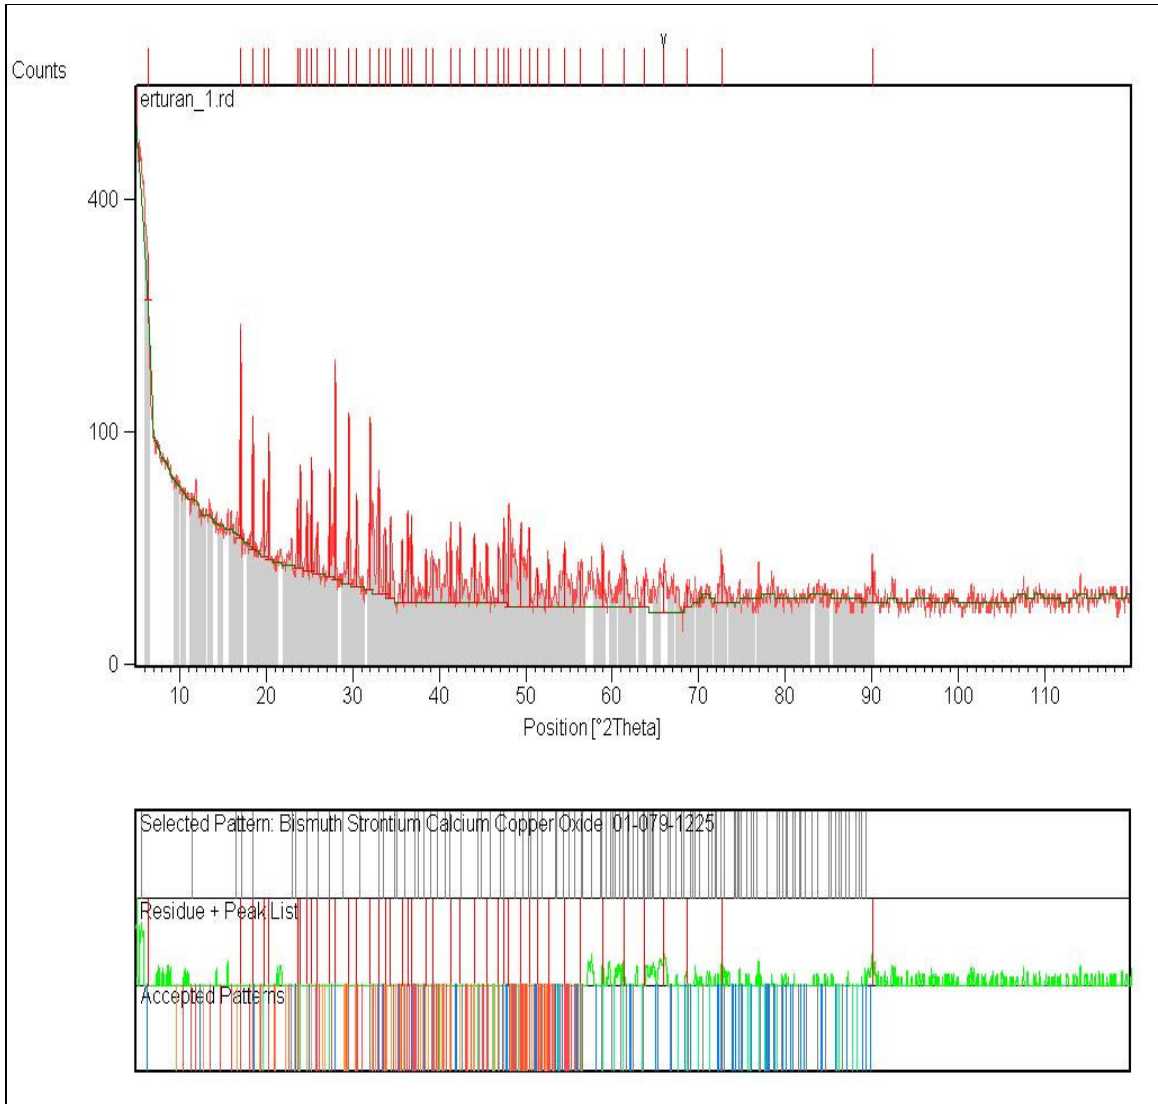 Counts
erturan_1.rd
400
100
0
10 20 30 40 50 60 70 80 90 100 110
Position [°2Theta]
Selected Pattern: Bismuth Strontium Calcium Copper Oxide 01-079-1225
Residue + Peak List
Accepted Patterns